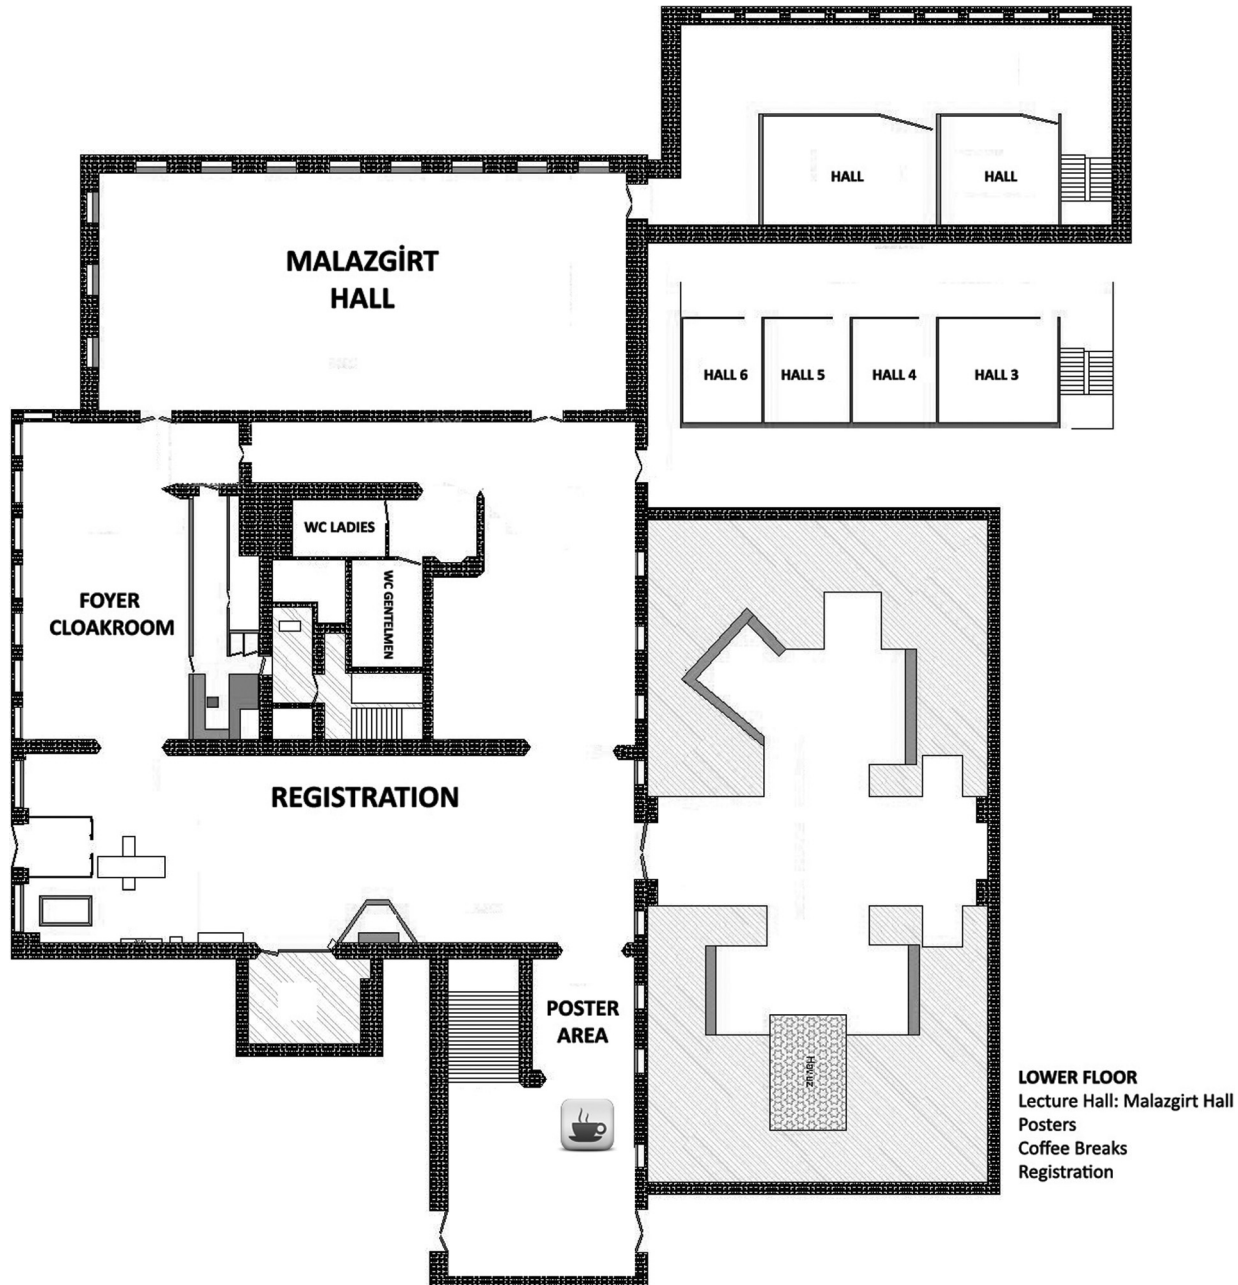 HALL
HALL
MALAZGİRT
HALL
HALL 6
HALL 5
HALL 4
HALL 3
WC LADIES
WC GENTELMEN
FOYER
CLOAKROOM
REGISTRATION
POSTER
AREA
Havuz
LOWER FLOOR
Lecture Hall: Malazgirt Hall
Posters
Coffee Breaks
Registration